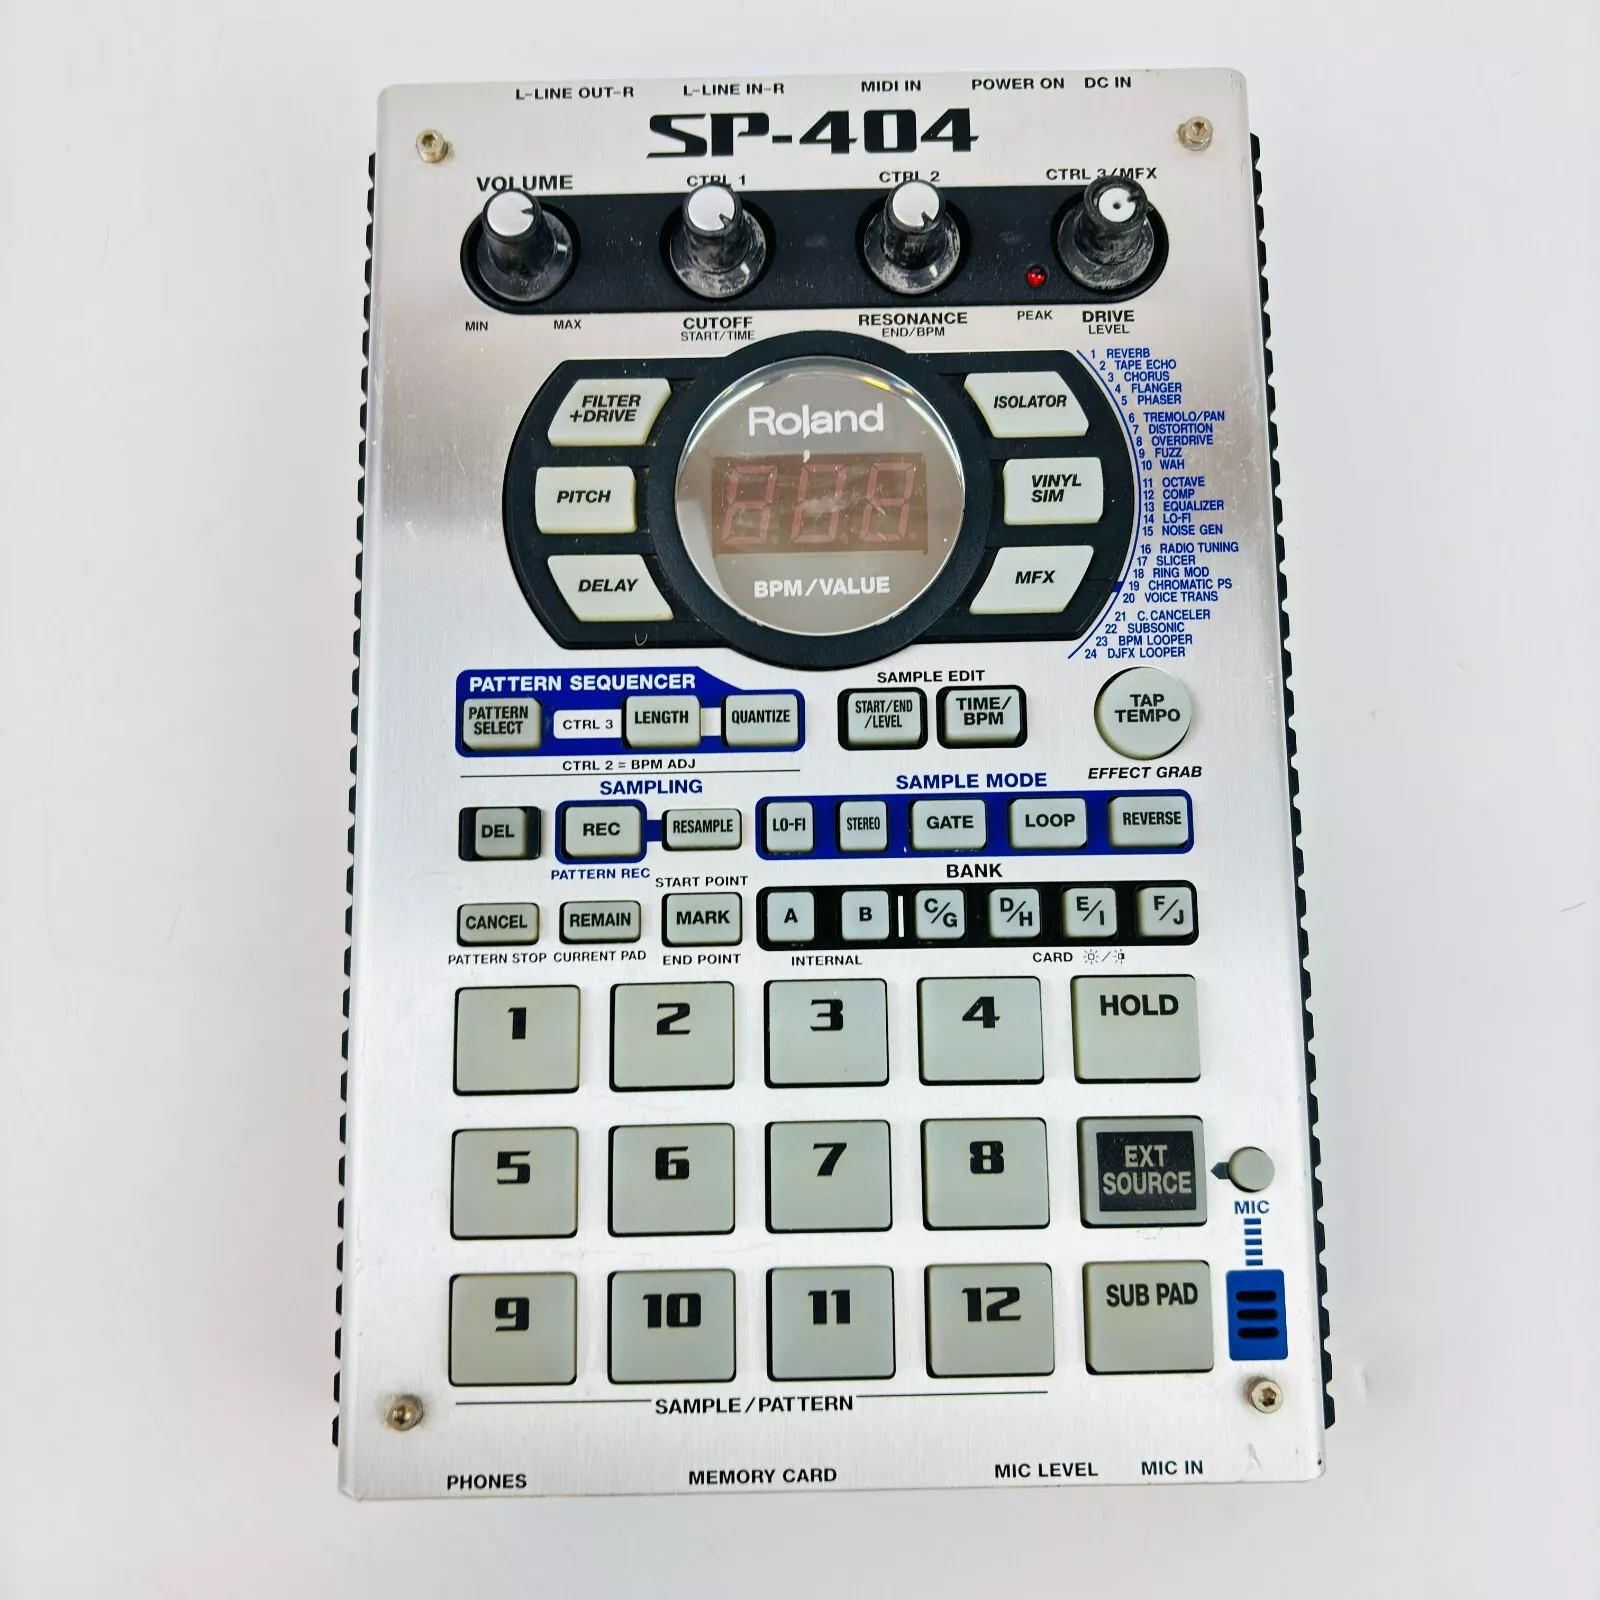 L-LINE OUT-R L-LINE IN-R MIDI IN POWER ON DC IN
SP-404
VOLUME CTRL 1 CTRL 2 CTRL 3/MFX
MIN MAX CUTOFF RESONANCE PEAK DRIVE
START/TIME END/BPM LEVEL
FILTER
+DRIVE
PITCH
DELAY
Roland
BPM/VALUE
ISOLATOR
VINYL
SIM
MFX
1 REVERB
2 TAPE ECHO
3 CHORUS
4 FLANGER
5 PHASER
6 TREMOLO/PAN
7 DISTORTION
8 OVERDRIVE
9 FUZZ
10 WAH
11 OCTAVE
12 COMP
13 EQUALIZER
14 LO-FI
15 NOISE GEN
16 RADIO TUNING
17 SLICER
18 RING MOD
19 CHROMATIC PS
20 VOICE TRANS
21 C.CANCELER
22 SUBSONIC
23 BPM LOOPER
24 DJFX LOOPER
PATTERN SEQUENCER
PATTERN
SELECT
CTRL 3
LENGTH
QUANTIZE
CTRL 2 = BPM ADJ
SAMPLE EDIT
START/END
/LEVEL
TIME/
BPM
TAP
TEMPO
EFFECT GRAB
SAMPLING
DEL REC RESAMPLE
PATTERN REC
SAMPLE MODE
LO-FI STEREO GATE LOOP REVERSE
START POINT
CANCEL REMAIN MARK
PATTERN STOP CURRENT PAD END POINT
BANK
A B C/G D/H E/I F/J
INTERNAL CARD
1 2 3 4 HOLD
5 6 7 8 EXT
SOURCE
MIC
9 10 11 12 SUB PAD
SAMPLE/PATTERN
PHONES MEMORY CARD MIC LEVEL MIC IN